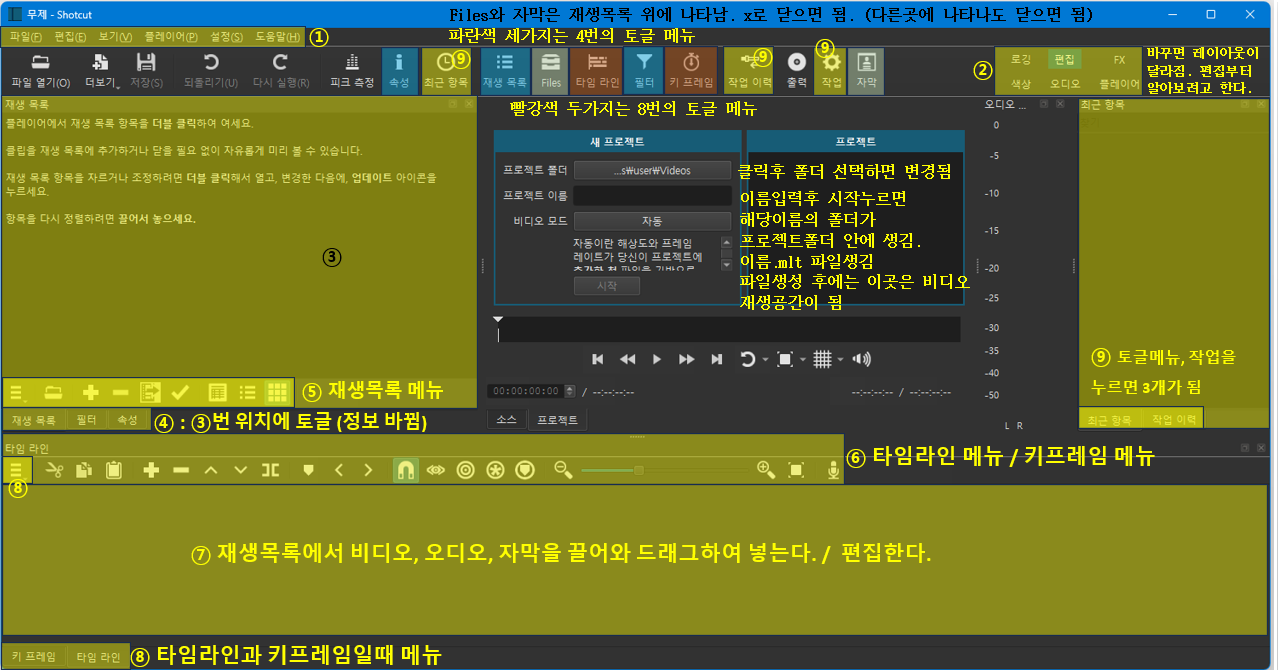 무제 - Shotcut
Files와 자막은 재생목록 위에 나타남. x로 닫으면 됨. (다른곳에 나타나도 닫으면 됨)
파일(F) 편집(E) 보기(V) 플레이어(P) 설정(S) 도움말(H) ①
파란색 세가지는 4번의 토글 메뉴
파일 열기(O) 더보기 저장(S) 되돌리기(U) 다시 실행(R) 피크 측정 속성 최근 항목 ⑨ 재생 목록 Files 타임 라인 필터 키 프레임 작업 이력 ⑨ 출력 작업 ⑨ 자막
② 로깅 편집 FX
색상 오디오 플레이어
바꾸면 레이아웃이
달라짐. 편집부터
알아보려고 한다.
재생 목록
플레이어에서 재생 목록 항목을 더블 클릭하여 여세요.
클립을 재생 목록에 추가하거나 닫을 필요 없이 자유롭게 미리 볼 수 있습니다.
재생 목록 항목을 자르거나 조정하려면 더블 클릭해서 열고, 변경한 다음에, 업데이트 아이콘을
누르세요.
항목을 다시 정렬하려면 끌어서 놓으세요.
③
빨강색 두가지는 8번의 토글 메뉴
새 프로젝트
프로젝트
프로젝트 폴더 ...s₩user₩Videos
클릭후 폴더 선택하면 변경됨
프로젝트 이름
이름입력후 시작누르면
비디오 모드 자동
해당이름의 폴더가
자동이란 해상도와 프레임
프로젝트폴더 안에 생김.
레이트가 당신이 프로젝트에
이름.mlt 파일생김
추가한 첫 파일을 기반으로
시작
파일생성 후에는 이곳은 비디오
재생공간이 됨
오디오 ...
0
-5
-10
-15
-20
-25
-30
-35
-40
-50
L R
최근 항목
⑨ 토글메뉴, 작업을
누르면 3개가 됨
최근 항목 작업 이력
00:00:00:00 / --:--:--:--
--:--:--:-- / --:--:--:--
소스 프로젝트
⑤ 재생목록 메뉴
재생 목록 필터 속성
④ : ③번 위치에 토글 (정보 바뀜)
타임 라인
⑧
⑥ 타임라인 메뉴 / 키프레임 메뉴
⑦ 재생목록에서 비디오, 오디오, 자막을 끌어와 드래그하여 넣는다. / 편집한다.
키 프레임 타임 라인
⑧ 타임라인과 키프레임일때 메뉴